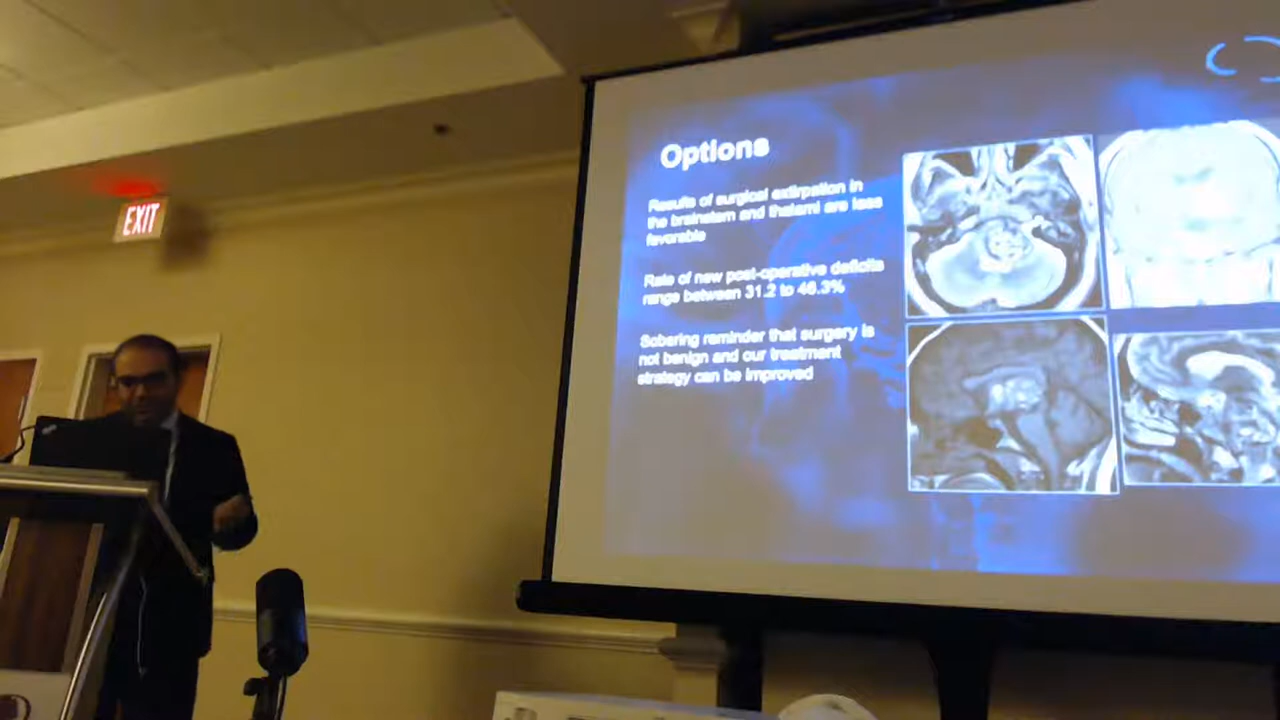 EXIT
Options
Results of surgical extirpation in
the brainstem and thalami are less
favorable
Rate of new post-operative deficits
range between 31.2 to 46.3%
Sobering reminder that surgery is
not benign and our treatment
strategy can be improved